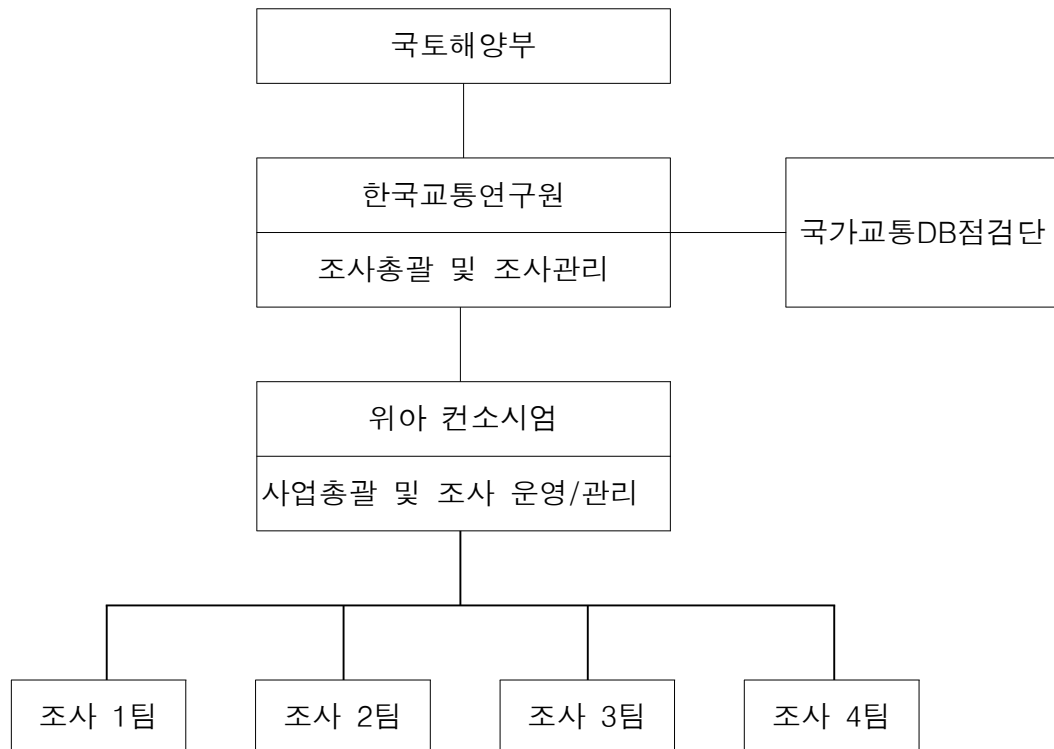 국토해양부
한국교통연구원
조사총괄 및 조사관리
국가교통DB점검단
위아 컨소시엄
사업총괄 및 조사 운영/관리
조사 1팀
조사 2팀
조사 3팀
조사 4팀